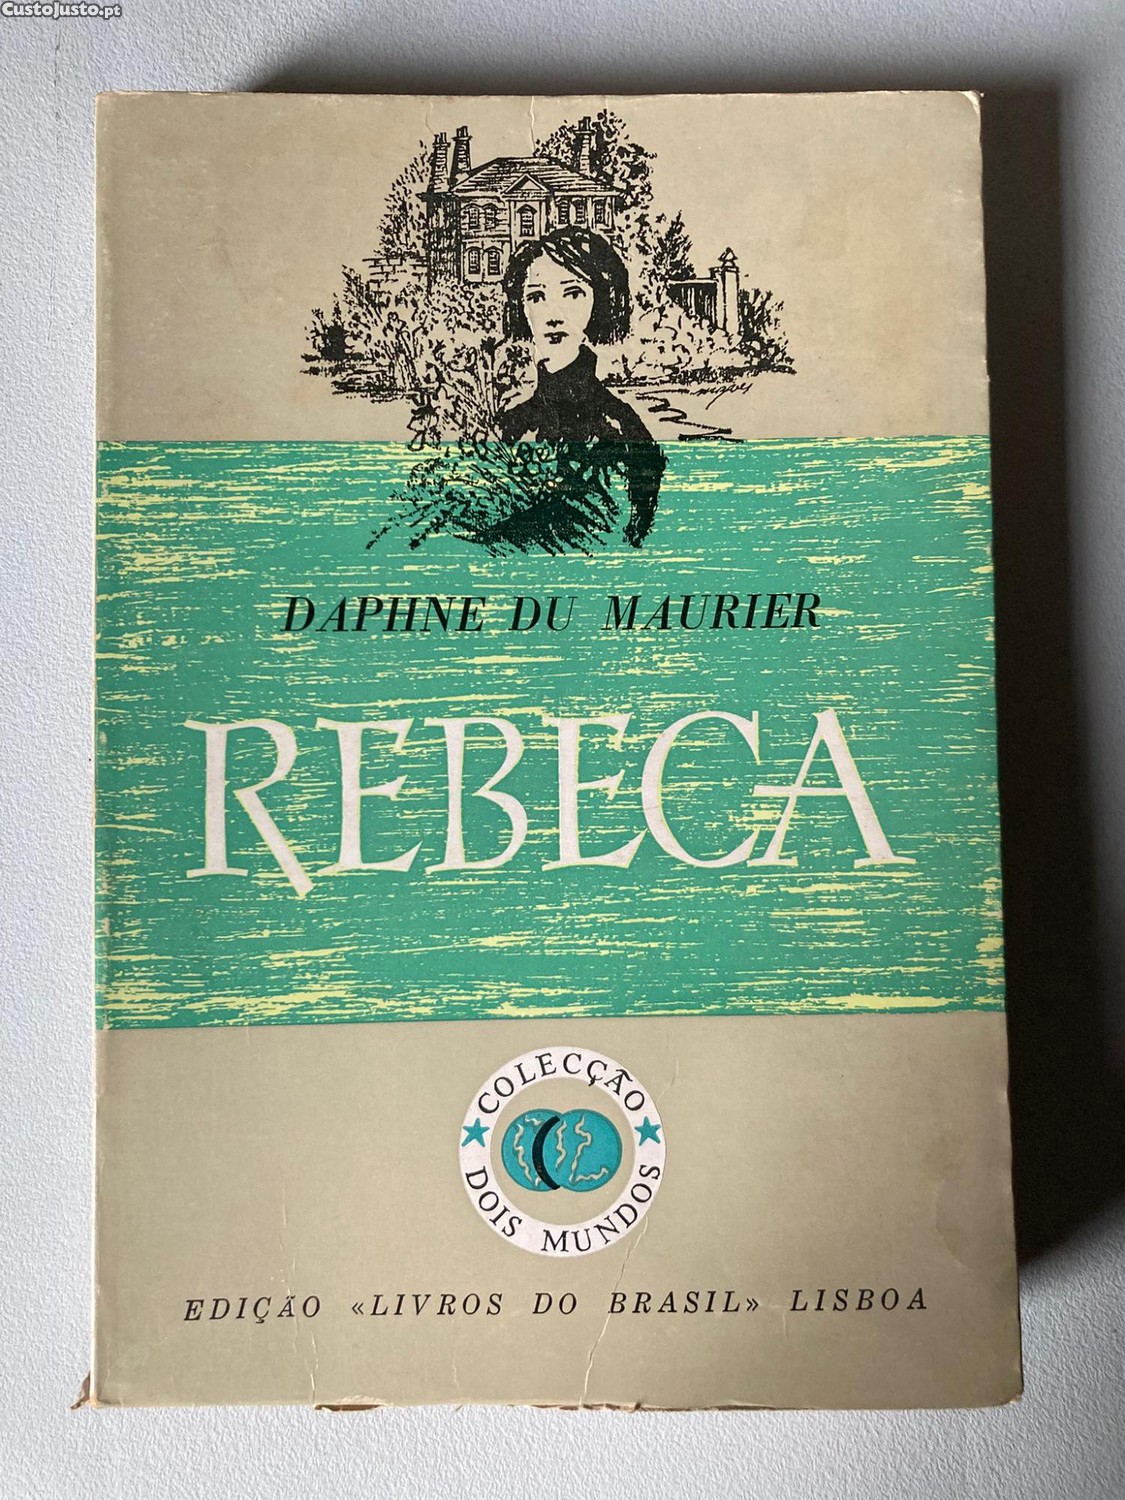 CustoJusto.pt
DAPHNE DU MAURIER
REBECA
COLECÇÃO
DOIS MUNDOS
EDIÇÃO «LIVROS DO BRASIL» LISBOA